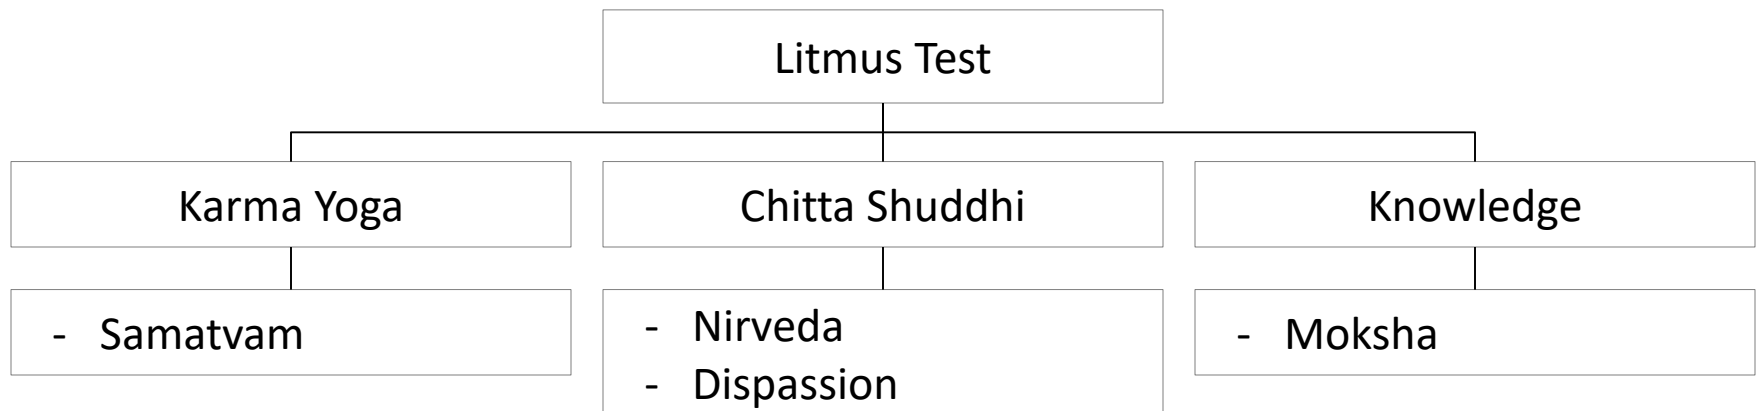 Litmus Test
Karma Yoga
Chitta Shuddhi
Knowledge
- Samatvam
- Nirveda
- Dispassion
- Moksha